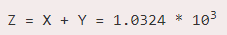 Z = X + Y = 1.0324 * 10³